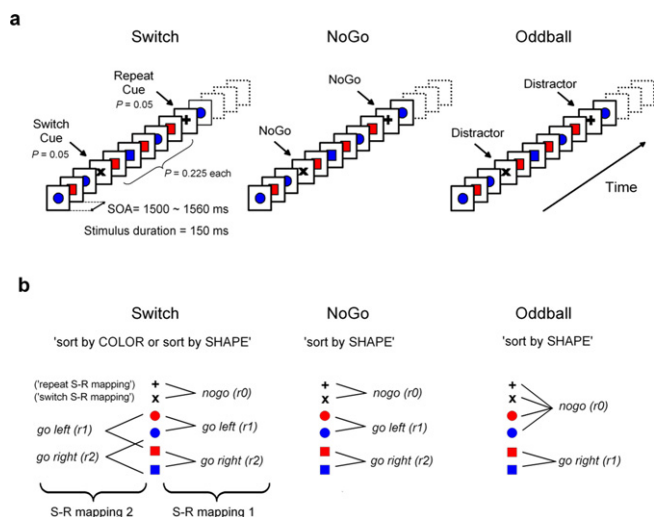 a
Switch
NoGo
Oddball
Repeat
Cue
P = 0.05
Switch
Cue
P = 0.05
P = 0.225 each
SOA= 1500 ~ 1560 ms
Stimulus duration = 150 ms
NoGo
NoGo
Distractor
Distractor
Time
b
Switch
NoGo
Oddball
'sort by COLOR or sort by SHAPE'
'sort by SHAPE'
'sort by SHAPE'
('repeat S-R mapping')
('switch S-R mapping')
+
x
nogo (r0)
go left (r1)
go right (r2)
go left (r1)
go right (r2)
S-R mapping 2
S-R mapping 1
+
x
nogo (r0)
go left (r1)
go right (r2)
+
x
nogo (r0)
go right (r1)